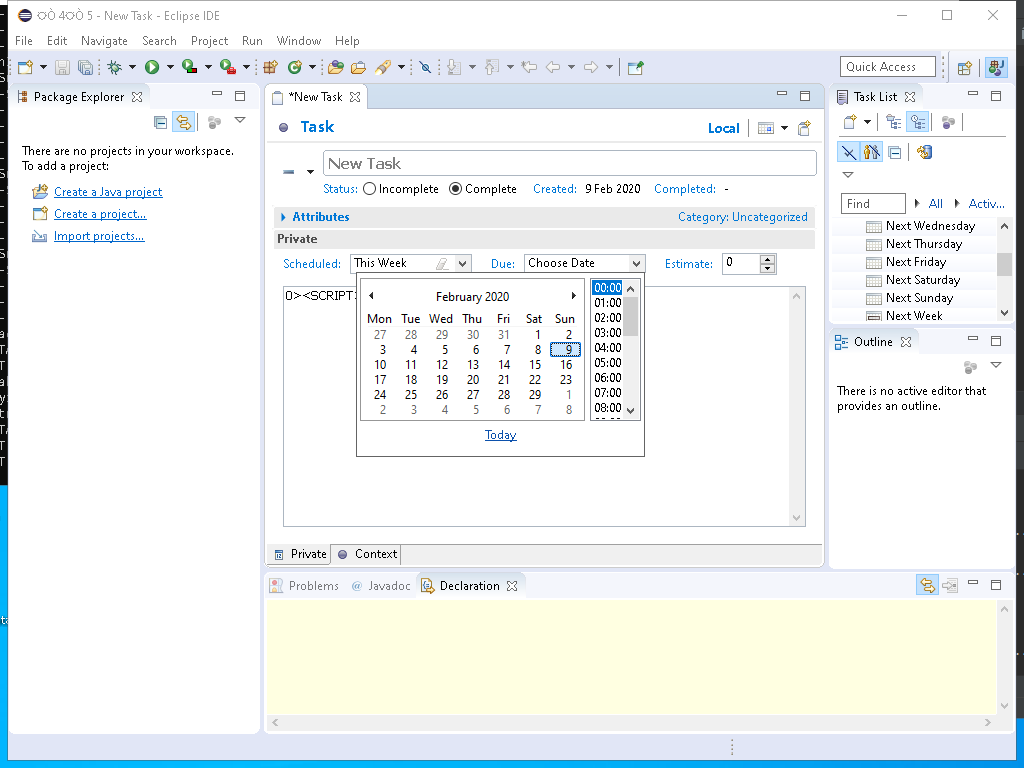 4 5 - New Task - Eclipse IDE
File Edit Navigate Search Project Run Window Help
Quick Access
Package Explorer
There are no projects in your workspace.
To add a project:
Create a Java project
Create a project...
Import projects...
*New Task
Task
Local
New Task
Status: Incomplete Complete Created: 9 Feb 2020 Completed: -
Attributes
Category: Uncategorized
Private
Scheduled: This Week Due: Choose Date Estimate: 0
0><SCRIPT>
February 2020
Mon Tue Wed Thu Fri Sat Sun
27 28 29 30 31 1 2
3 4 5 6 7 8 9
10 11 12 13 14 15 16
17 18 19 20 21 22 23
24 25 26 27 28 29 1
2 3 4 5 6 7 8
00:00
01:00
02:00
03:00
04:00
05:00
06:00
07:00
08:00
Today
Private Context
Task List
Find All Activ...
Next Wednesday
Next Thursday
Next Friday
Next Saturday
Next Sunday
Next Week
Outline
There is no active editor that
provides an outline.
Problems @ Javadoc Declaration